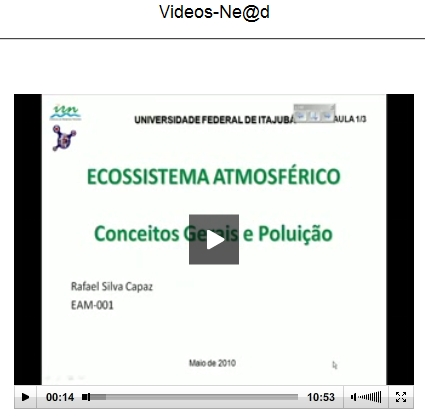 Videos-Ne@d
UNIVERSIDADE FEDERAL DE ITAJUBÁ AULA 1/3
ECOSSISTEMA ATMOSFÉRICO
Conceitos Gerais e Poluição
Rafael Silva Capaz
EAM-001
Maio de 2010
00:14 10:53